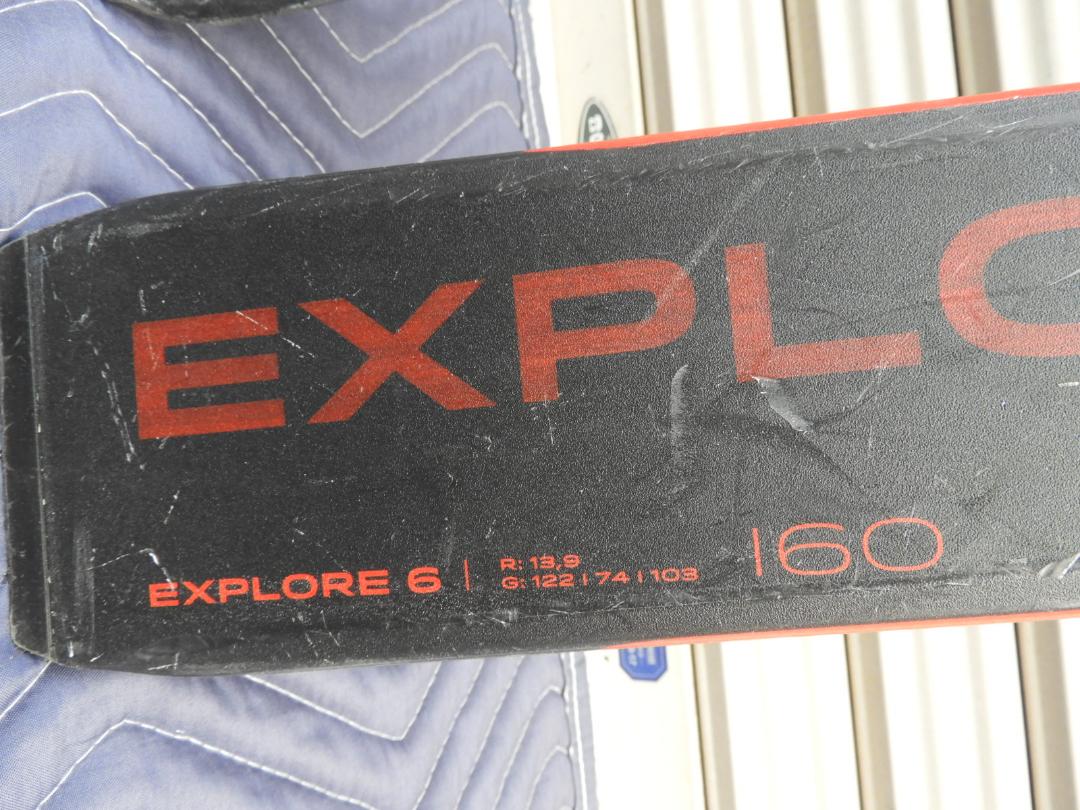 EXPLO
EXPLORE 6
R: 13,9
G: 122 | 74 | 103
160